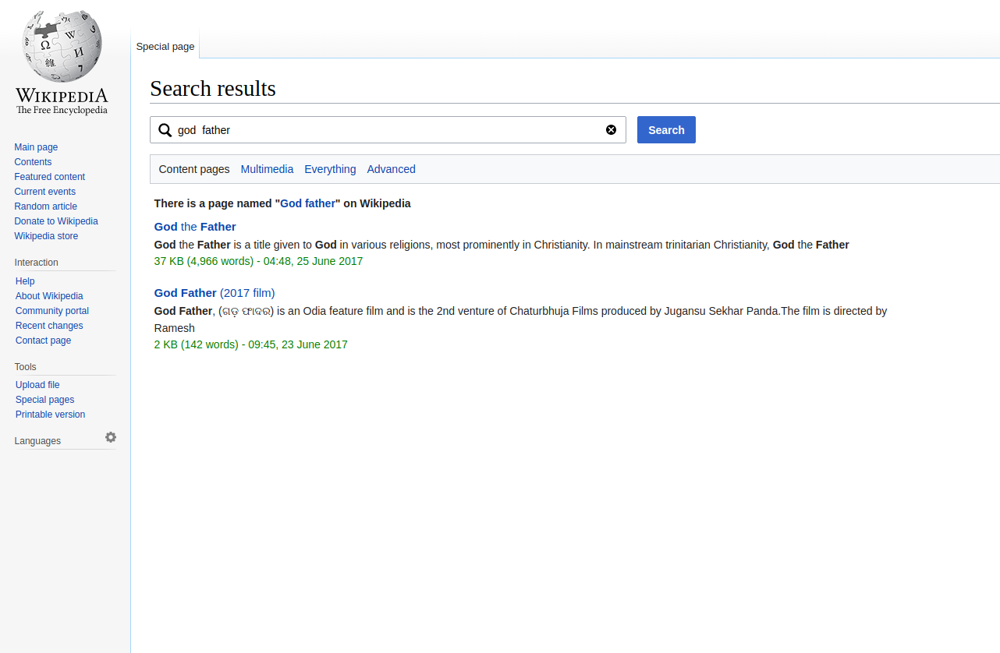 WIKIPEDIA
The Free Encyclopedia
Main page
Contents
Featured content
Current events
Random article
Donate to Wikipedia
Wikipedia store
Interaction
Help
About Wikipedia
Community portal
Recent changes
Contact page
Tools
Upload file
Special pages
Printable version
Languages
Special page
Search results
god  father
Search
Content pages Multimedia Everything Advanced
There is a page named "God father" on Wikipedia
God the Father
God the Father is a title given to God in various religions, most prominently in Christianity. In mainstream trinitarian Christianity, God the Father
37 KB (4,966 words) - 04:48, 25 June 2017
God Father (2017 film)
God Father, (ଗଡ଼ ଫାଦର) is an Odia feature film and is the 2nd venture of Chaturbhuja Films produced by Jugansu Sekhar Panda.The film is directed by
Ramesh
2 KB (142 words) - 09:45, 23 June 2017